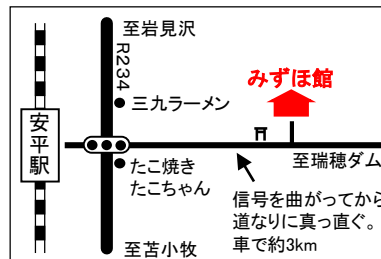 至岩見沢
R234
みずほ館
三九ラーメン
安平駅
たこ焼き
たこちゃん
至瑞穂ダム
信号を曲がってから
道なりに真っ直ぐ。
車で約3km
至苫小牧